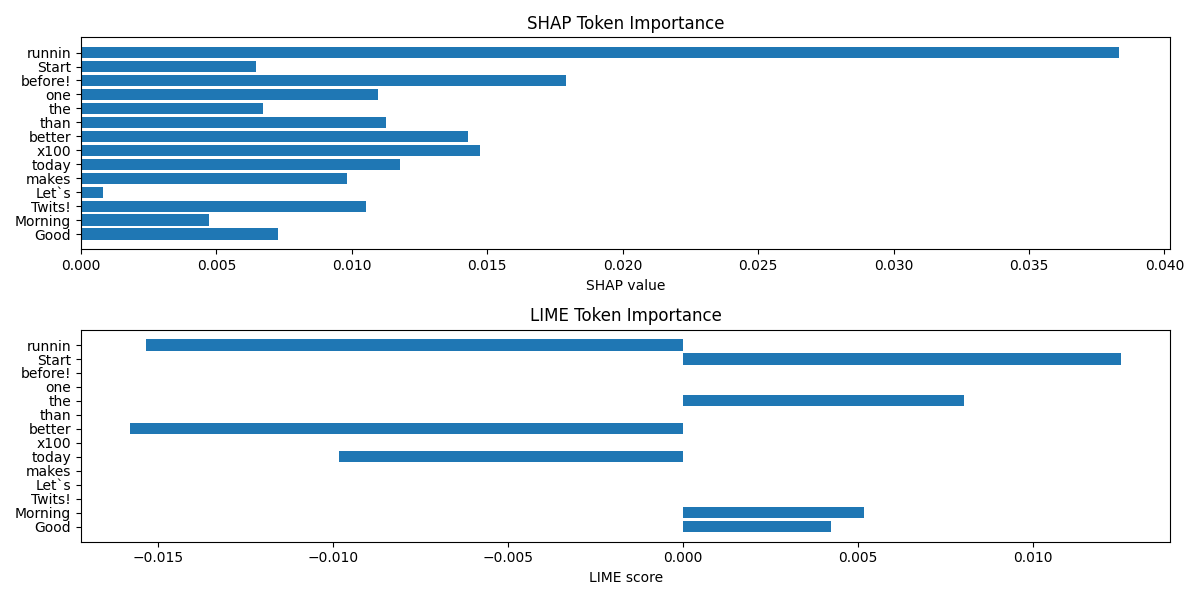 SHAP Token Importance
runnin
Start
before!
one
the
than
better
x100
today
makes
Let`s
Twits!
Morning
Good
0.000 0.005 0.010 0.015 0.020 0.025 0.030 0.035 0.040
SHAP value
LIME Token Importance
runnin
Start
before!
one
the
than
better
x100
today
makes
Let`s
Twits!
Morning
Good
−0.015 −0.010 −0.005 0.000 0.005 0.010
LIME score